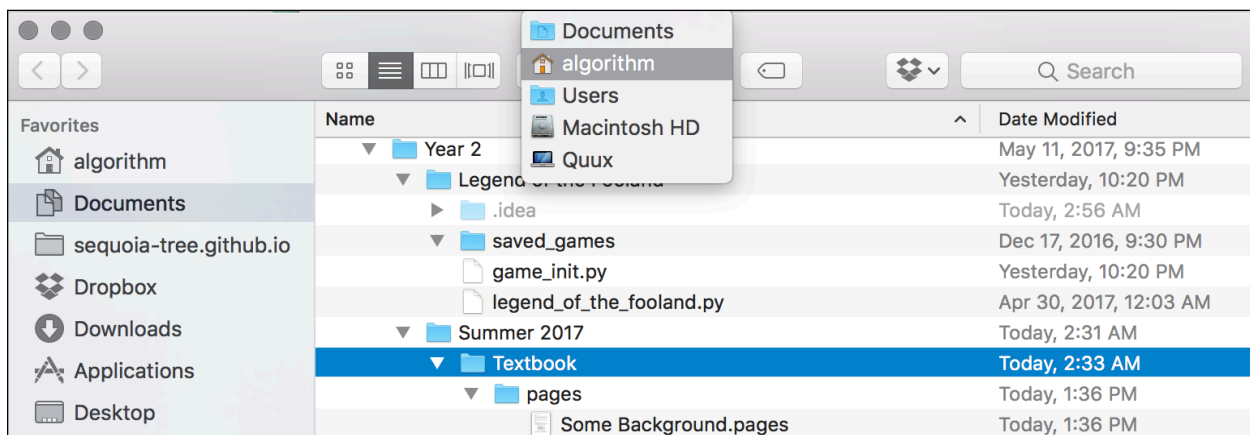 Documents
algorithm
Users
Macintosh HD
Quux
Search
Favorites
algorithm
Documents
sequoia-tree.github.io
Dropbox
Downloads
Applications
Desktop
Name Date Modified
Year 2 May 11, 2017, 9:35 PM
Legend of the Fooland Yesterday, 10:20 PM
.idea Today, 2:56 AM
saved_games Dec 17, 2016, 9:30 PM
game_init.py Yesterday, 10:20 PM
legend_of_the_fooland.py Apr 30, 2017, 12:03 AM
Summer 2017 Today, 2:31 AM
Textbook Today, 2:33 AM
pages Today, 1:36 PM
Some Background.pages Today, 1:36 PM